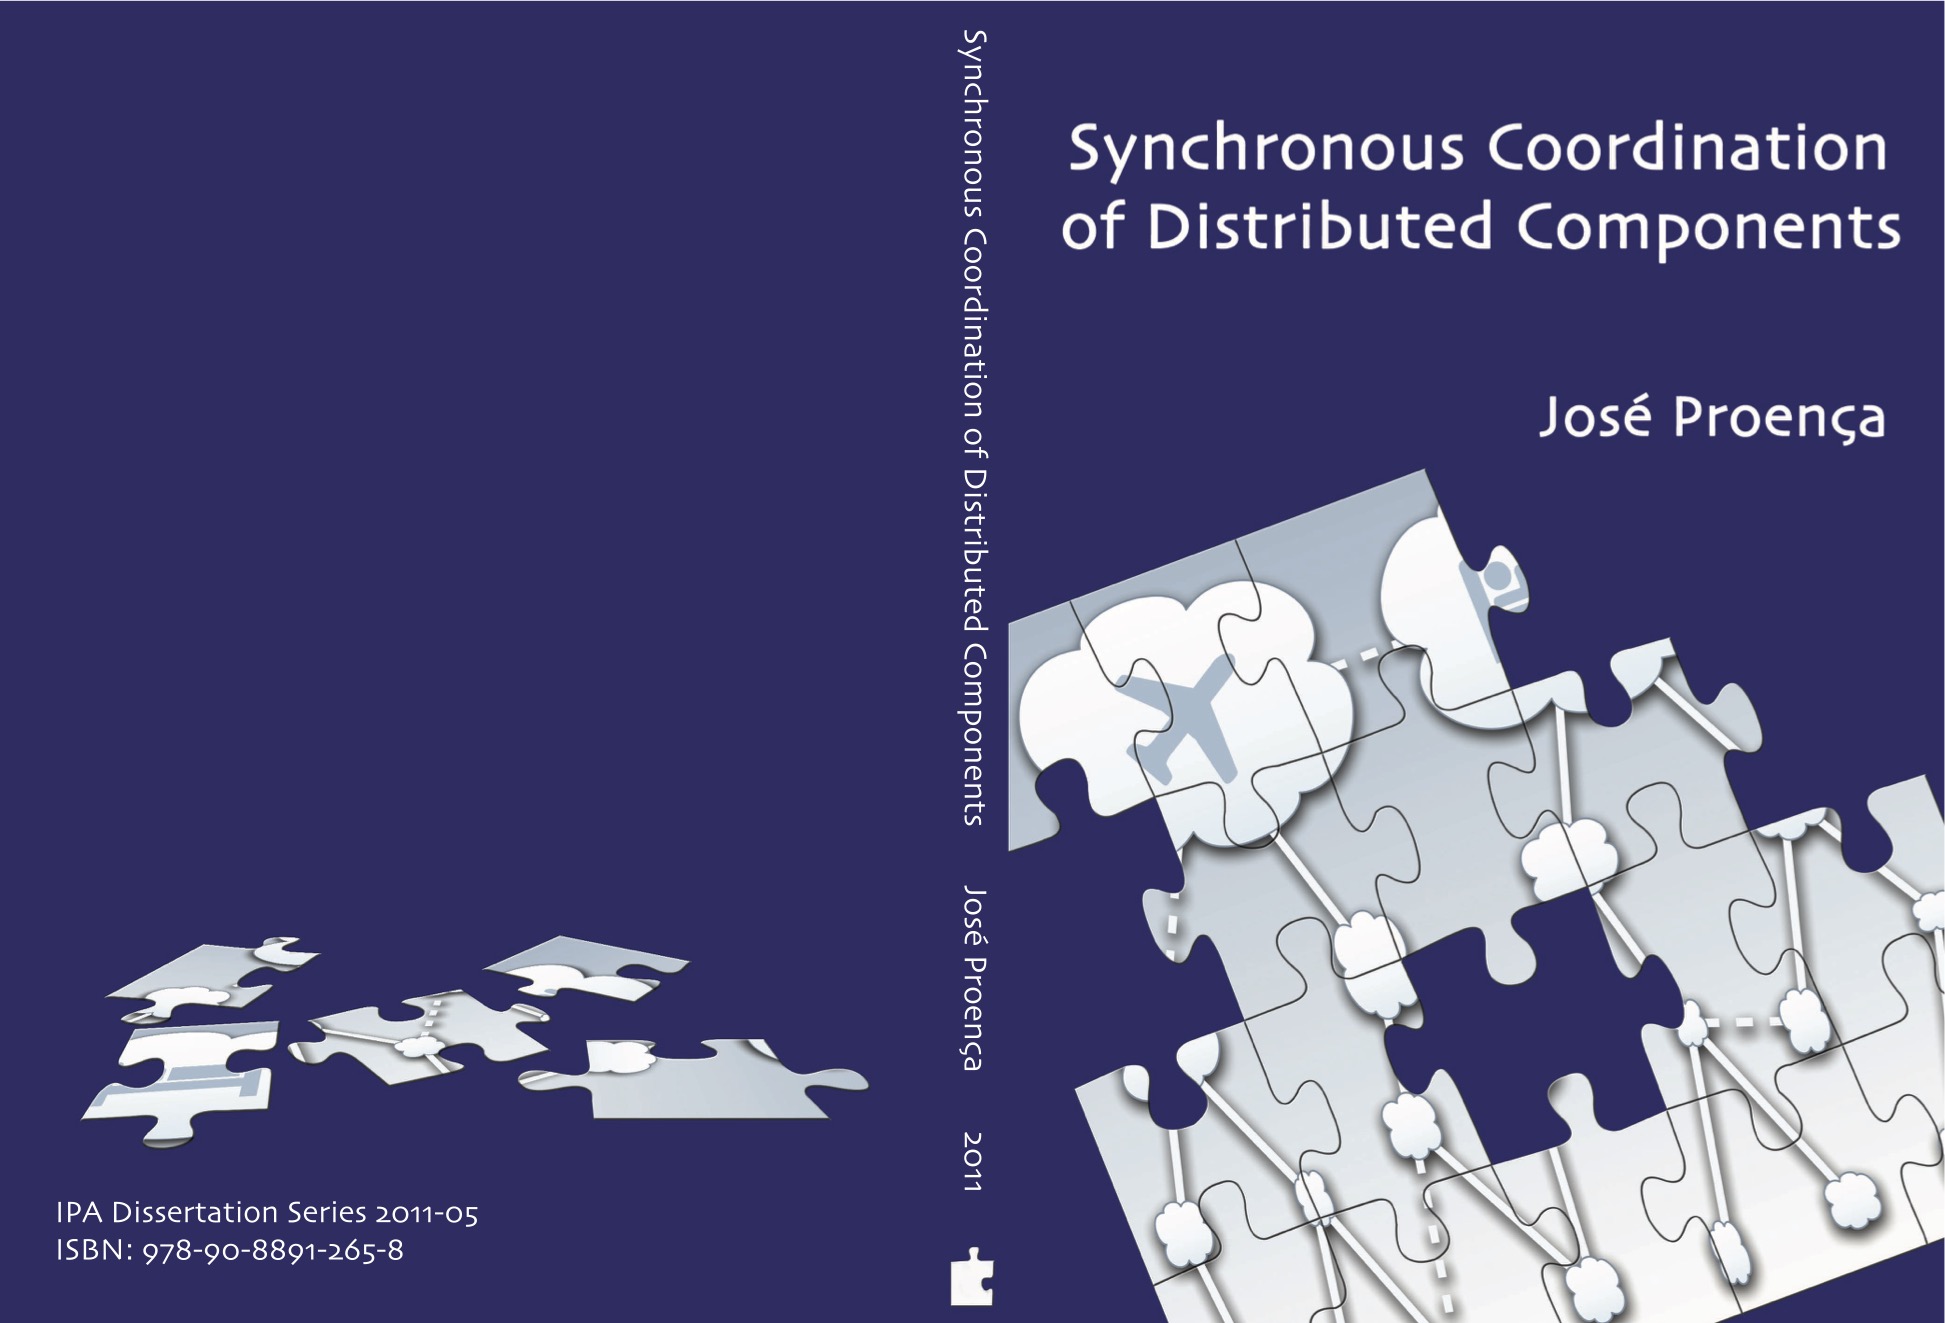 Synchronous Coordination
of Distributed Components
José Proença
Synchronous Coordination of Distributed Components José Proença 2011
IPA Dissertation Series 2011-05
ISBN: 978-90-8891-265-8